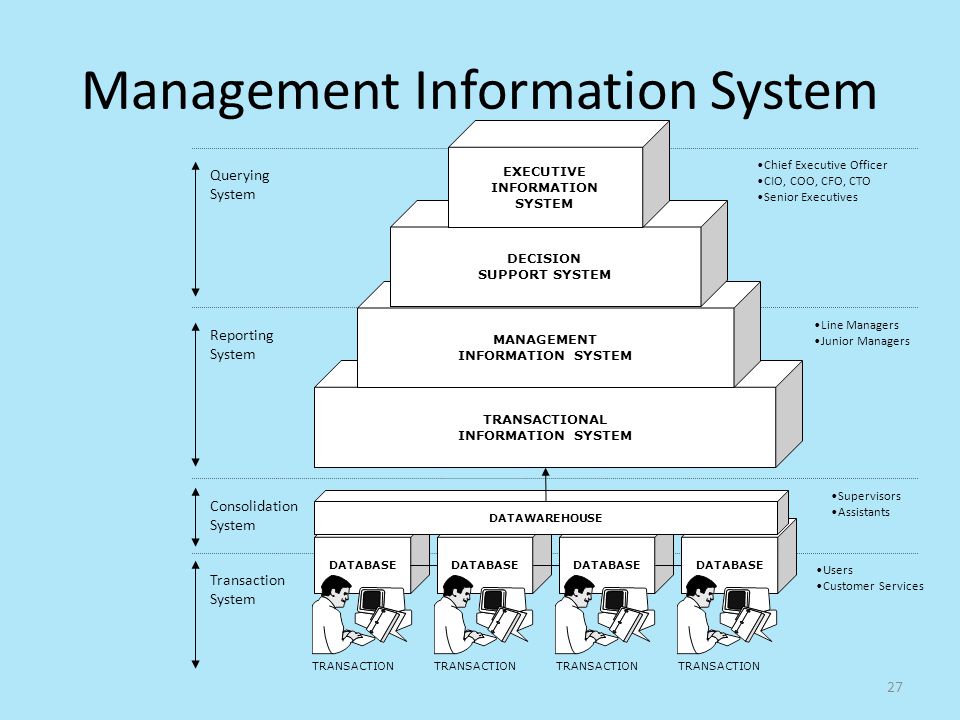 Management Information System
Querying
System
EXECUTIVE
INFORMATION
SYSTEM
•Chief Executive Officer
•CIO, COO, CFO, CTO
•Senior Executives
DECISION
SUPPORT SYSTEM
Reporting
System
MANAGEMENT
INFORMATION SYSTEM
•Line Managers
•Junior Managers
TRANSACTIONAL
INFORMATION SYSTEM
Consolidation
System
DATAWAREHOUSE
•Supervisors
•Assistants
Transaction
System
DATABASE
DATABASE
DATABASE
DATABASE
•Users
•Customer Services
TRANSACTION
TRANSACTION
TRANSACTION
TRANSACTION
27